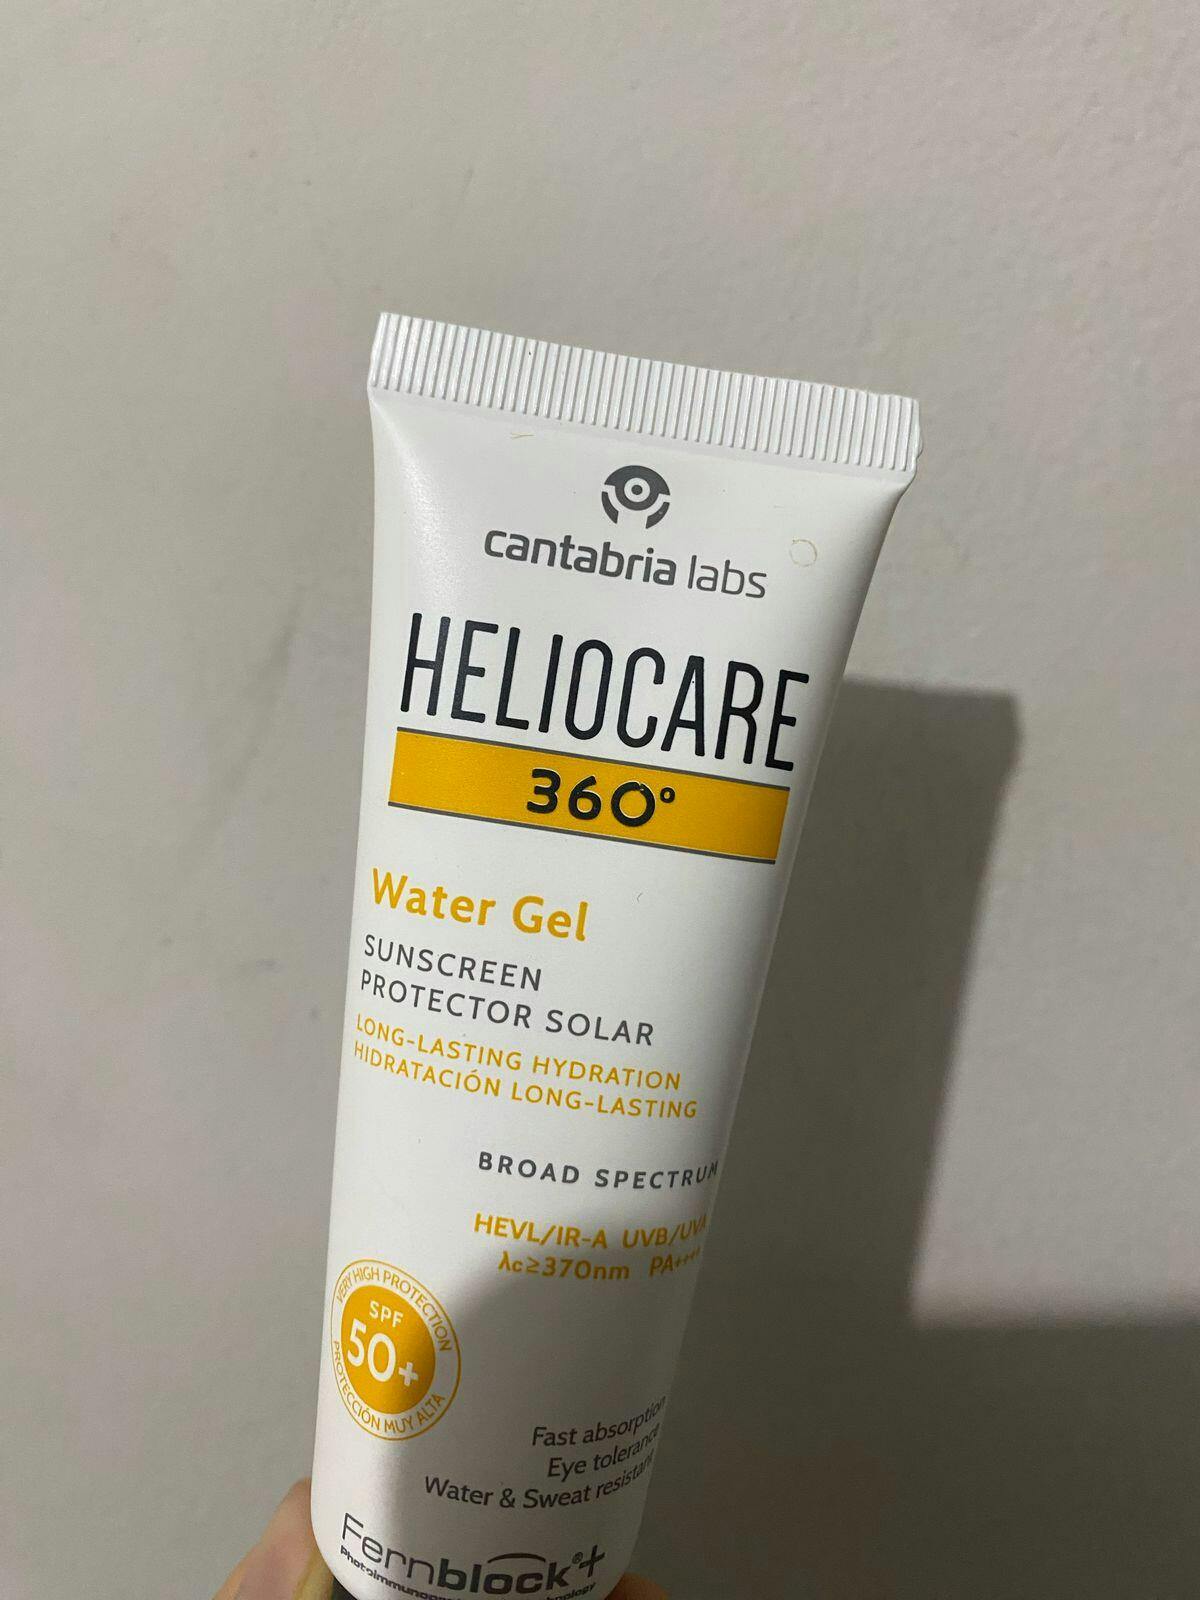 cantabria labs
HELIOCARE
360°
Water Gel
SUNSCREEN
PROTECTOR SOLAR
LONG-LASTING HYDRATION
HIDRATACIÓN LONG-LASTING
BROAD SPECTRUM
HEVL/IR-A UVB/UVA
λc≥370nm PA++++
VERY HIGH PROTECTION
SPF
50+
PROTECCIÓN MUY ALTA
Fast absorption
Eye tolerance
Water & Sweat resistant
Fernblock®+